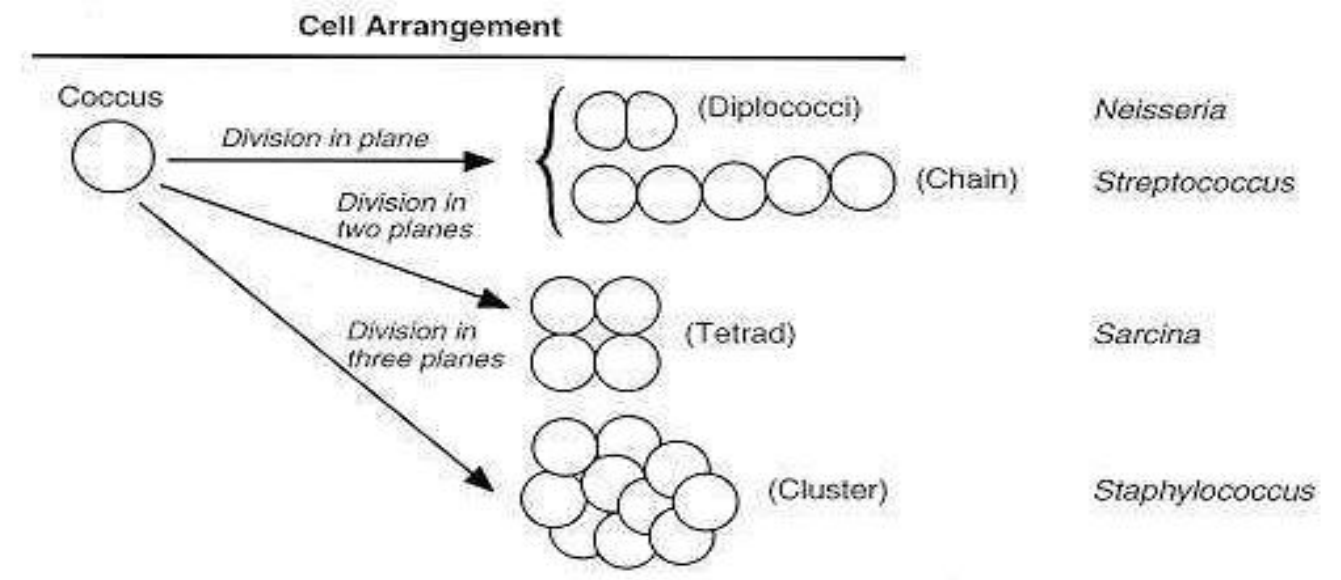 Cell Arrangement
Coccus
Division in plane
(Diplococci)
Neisseria
(Chain)
Streptococcus
Division in
two planes
(Tetrad)
Sarcina
Division in
three planes
(Cluster)
Staphylococcus